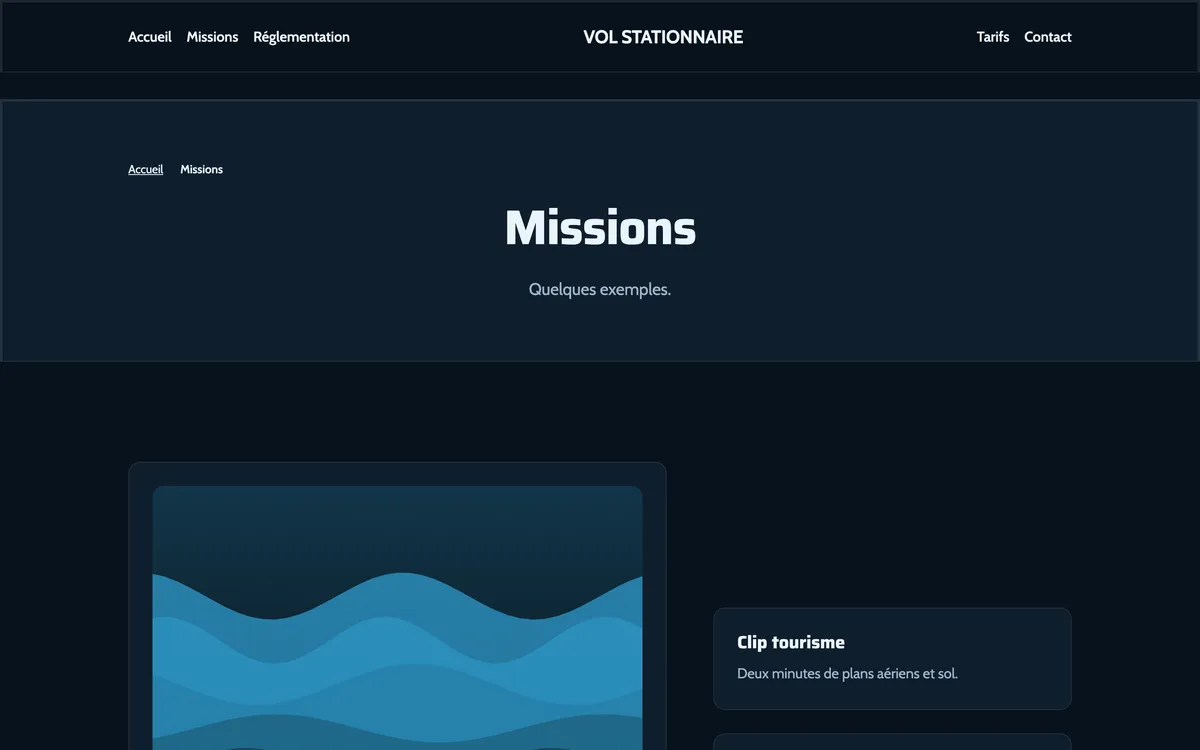 Accueil Missions Réglementation VOL STATIONNAIRE Tarifs Contact
Accueil Missions
Missions
Quelques exemples.
Clip tourisme
Deux minutes de plans aériens et sol.